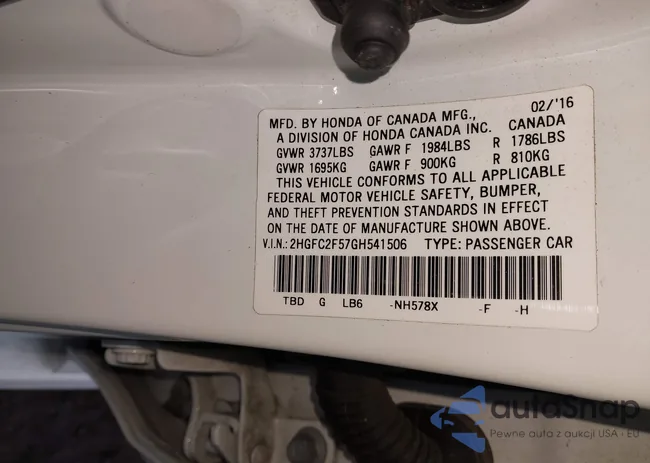 MFD. BY HONDA OF CANADA MFG., 02/'16
A DIVISION OF HONDA CANADA INC. CANADA
GVWR 3737LBS GAWR F 1984LBS R 1786LBS
GVWR 1695KG GAWR F 900KG R 810KG
THIS VEHICLE CONFORMS TO ALL APPLICABLE
FEDERAL MOTOR VEHICLE SAFETY, BUMPER,
AND THEFT PREVENTION STANDARDS IN EFFECT
ON THE DATE OF MANUFACTURE SHOWN ABOVE.
V.I.N.: 2HGFC2F57GH541506 TYPE: PASSENGER CAR
TBD G LB6 -NH578X -F -H
autoSnap
Pewne auta z aukcji USA - EU